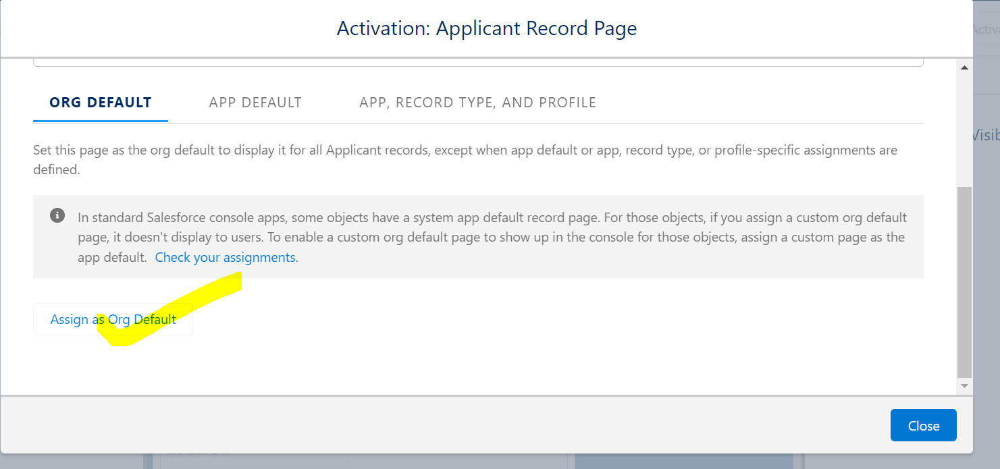 Activation: Applicant Record Page
ORG DEFAULT
APP DEFAULT
APP, RECORD TYPE, AND PROFILE
Set this page as the org default to display it for all Applicant records, except when app default or app, record type, or profile-specific assignments are
defined.
In standard Salesforce console apps, some objects have a system app default record page. For those objects, if you assign a custom org default
page, it doesn't display to users. To enable a custom org default page to show up in the console for those objects, assign a custom page as the
app default. Check your assignments.
Assign as Org Default
Close